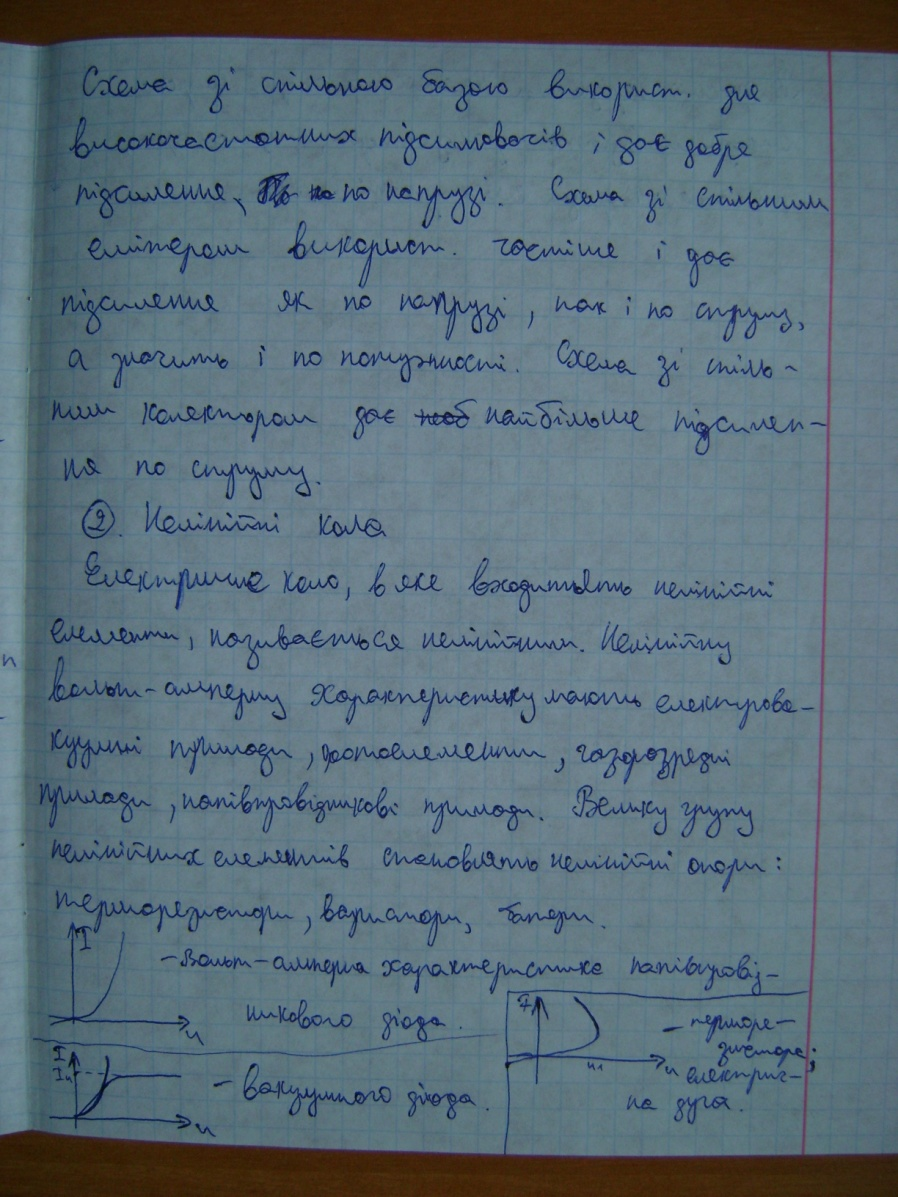 Схема зі спільною базою використ. для
високочастотних підсилювачів і дає добре
підсилення, по напрузі. Схема зі спільним
емітером використ. частіше і дає
підсилення як по напрузі, так і по струму,
а значить і по потужності. Схема зі спіль-
ним колектором дає найбільше підсилен-
ня по струму.
2. Нелінійні кола
Електричне коло, в яке входять нелінійні
елементи, називається нелінійним. Нелінійну
вольт-амперну характеристику мають електрова-
куумні прилади, фотоелементи, газорозрядні
прилади, напівпровідникові прилади. Велику групу
нелінійних елементів становлять нелінійні опори:
терморезистори, варистори, бареттери.
I
- Вольт-амперна характеристика напівпровід-
никового діода.
U
I
Iн
- вакуумного діода.
U
I
U1
U
- терморе-
зистора;
електрич-
на дуга.